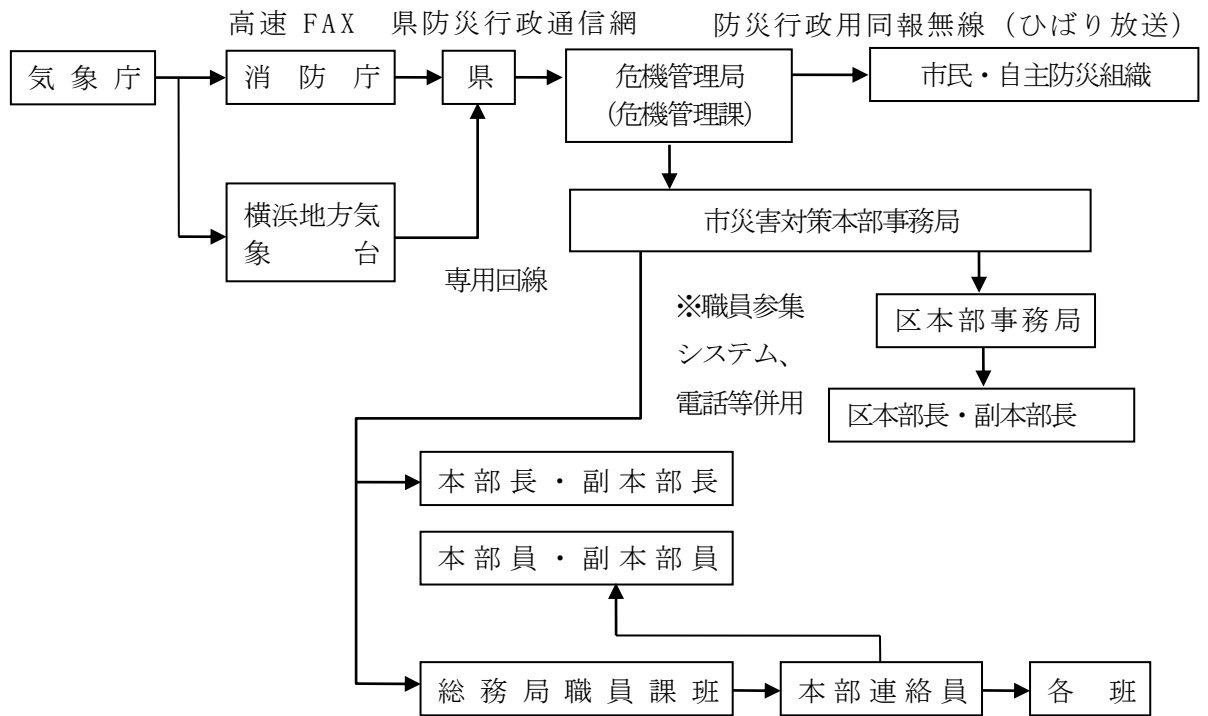 高速 FAX 県防災行政通信網 防災行政用同報無線（ひばり放送）
気象庁
消防庁
県
危機管理局
(危機管理課)
市民・自主防災組織
横浜地方気
象台
専用回線
市災害対策本部事務局
※職員参集
システム、
電話等併用
区本部事務局
区本部長・副本部長
本部長・副本部長
本部員・副本部員
総務局職員課班
本部連絡員
各班